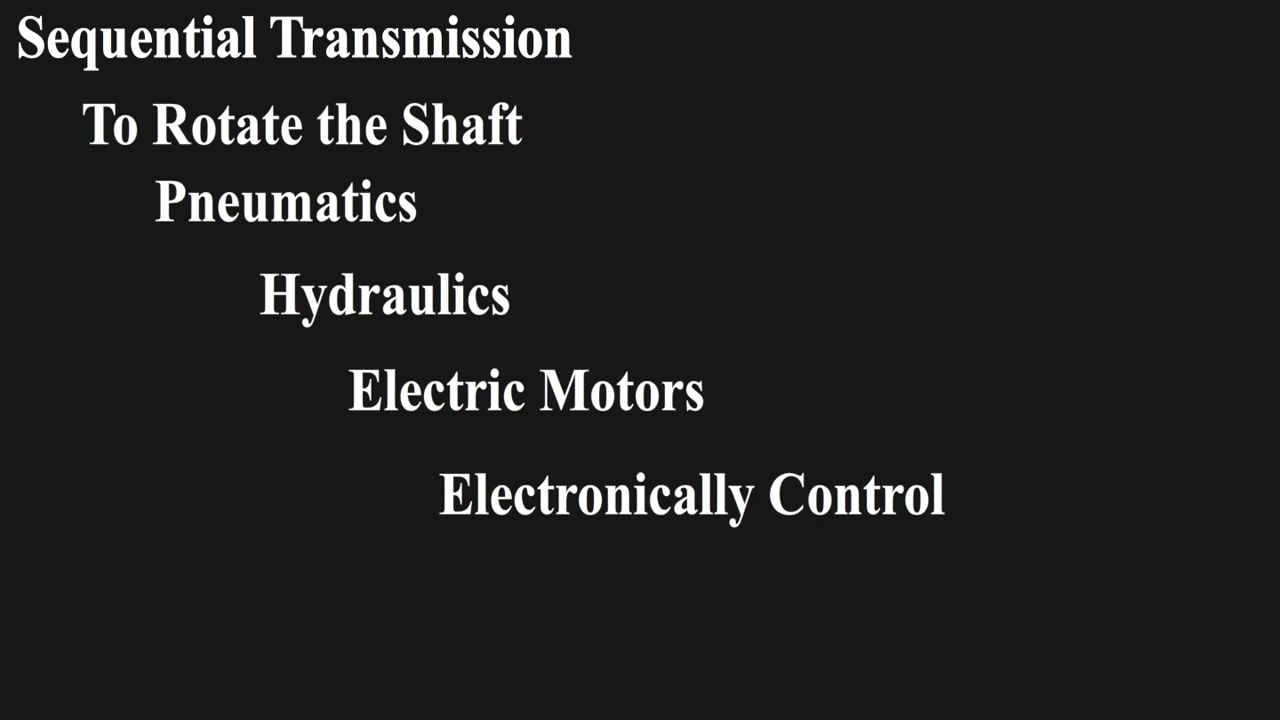 Sequential Transmission
To Rotate the Shaft
Pneumatics
Hydraulics
Electric Motors
Electronically Control